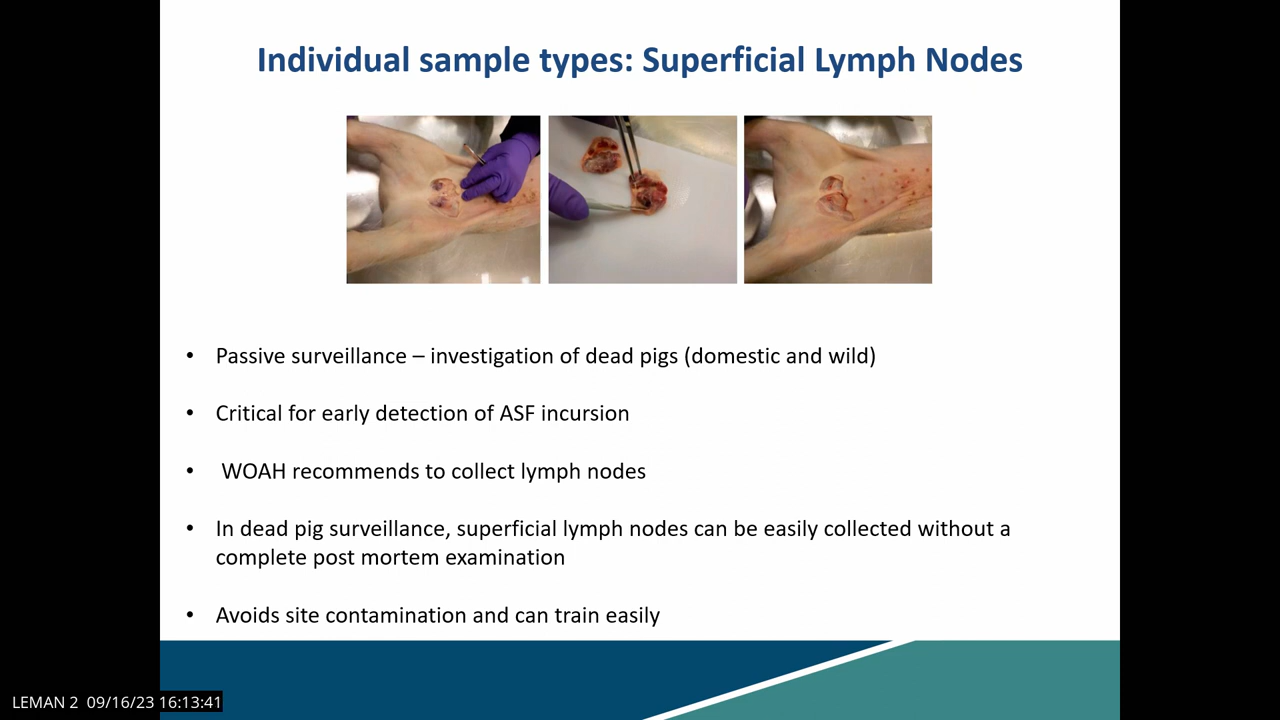 Individual sample types: Superficial Lymph Nodes
• Passive surveillance – investigation of dead pigs (domestic and wild)
• Critical for early detection of ASF incursion
• WOAH recommends to collect lymph nodes
• In dead pig surveillance, superficial lymph nodes can be easily collected without a
complete post mortem examination
• Avoids site contamination and can train easily
LEMAN 2 09/16/23 16:13:41